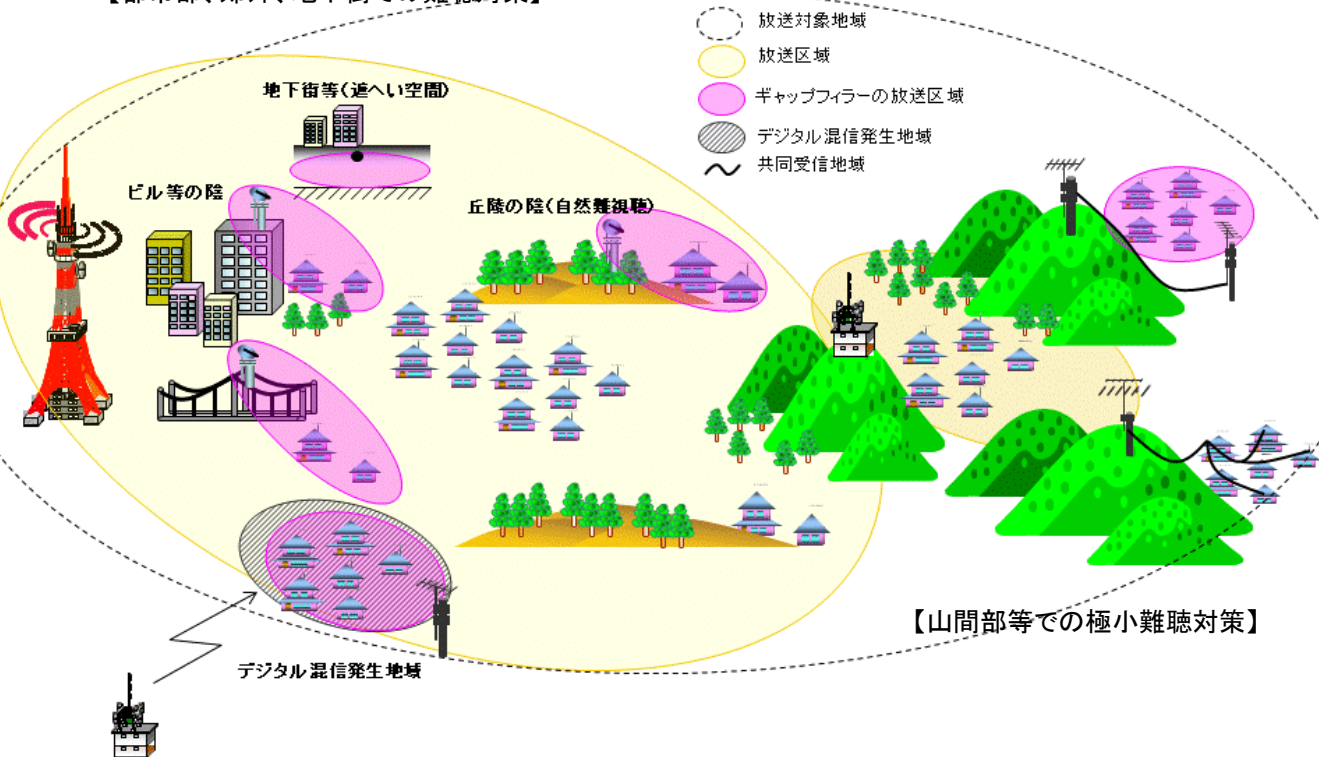 放送対象地域
放送区域
ギャップフィラーの放送区域
デジタル混信発生地域
共同受信地域
地下街等(遮へい空間)
ビル等の陰
丘陵の陰(自然難視聴)
【山間部等での極小難聴対策】
デジタル混信発生地域